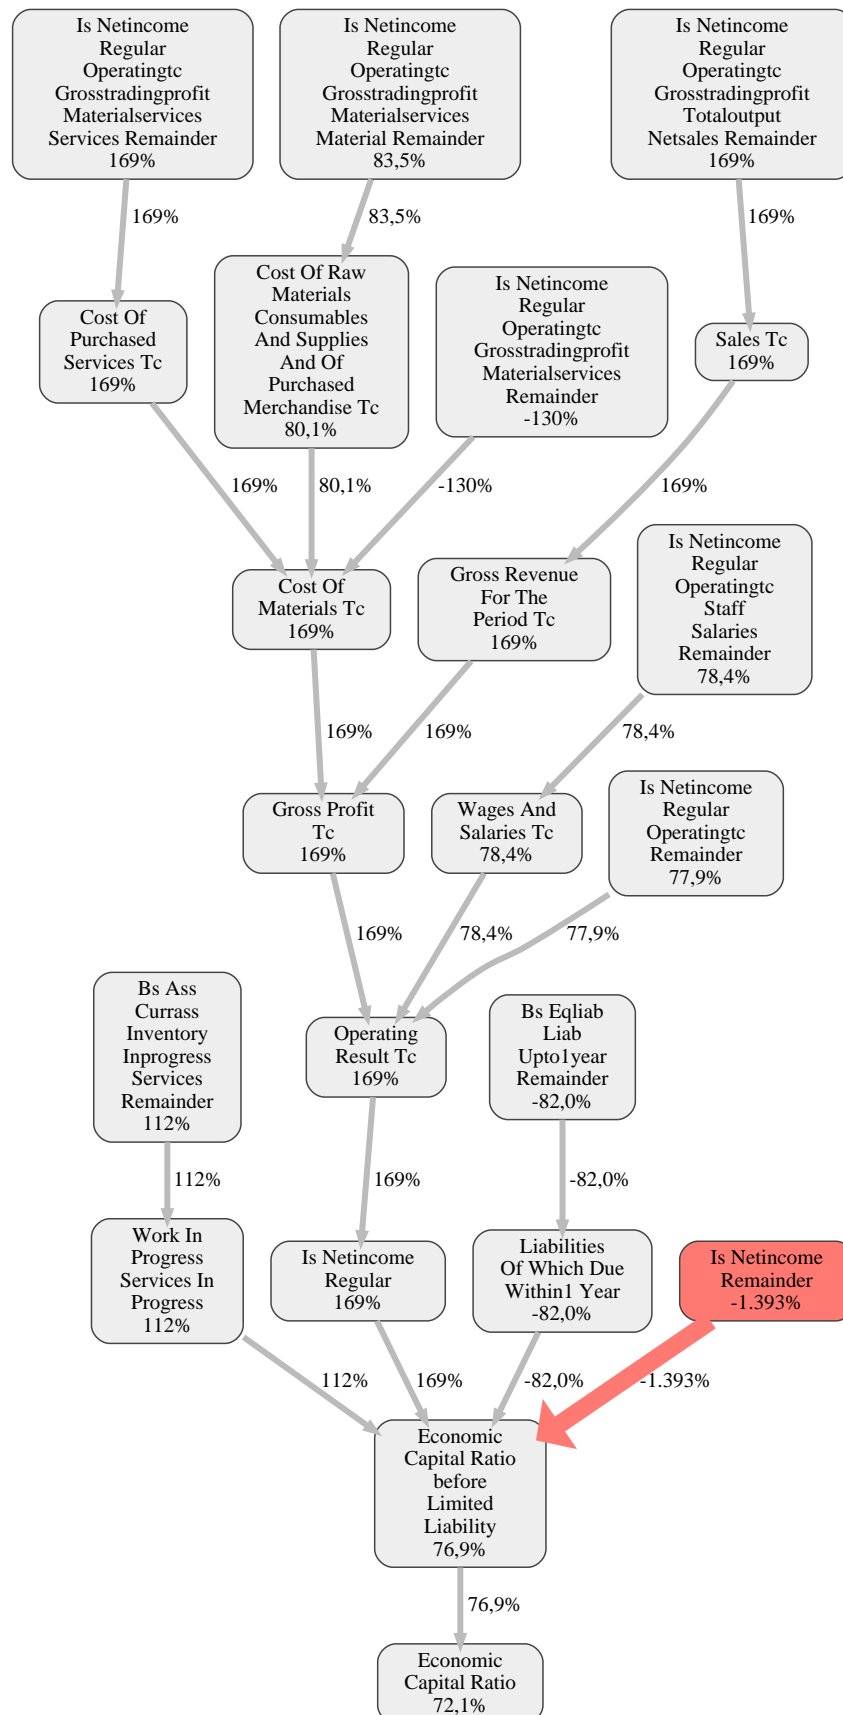 Is Netincome
Regular
Operatingtc
Grosstradingprofit
Materialservices
Services Remainder
169%
Is Netincome
Regular
Operatingtc
Grosstradingprofit
Materialservices
Material Remainder
83,5%
Is Netincome
Regular
Operatingtc
Grosstradingprofit
Totaloutput
Netsales Remainder
169%
169%
83,5%
169%
Cost Of
Purchased
Services Tc
169%
Cost Of Raw
Materials
Consumables
And Supplies
And Of
Purchased
Merchandise Tc
80,1%
Is Netincome
Regular
Operatingtc
Grosstradingprofit
Materialservices
Remainder
-130%
Sales Tc
169%
169%
80,1%
-130%
169%
Cost Of
Materials Tc
169%
Gross Revenue
For The
Period Tc
169%
Is Netincome
Regular
Operatingtc
Staff
Salaries
Remainder
78,4%
169%
169%
78,4%
Gross Profit
Tc
169%
Wages And
Salaries Tc
78,4%
Is Netincome
Regular
Operatingtc
Remainder
77,9%
169%
78,4%
77,9%
Bs Ass
Currass
Inventory
Inprogress
Services
Remainder
112%
Operating
Result Tc
169%
Bs Eqliab
Liab
Upto1year
Remainder
-82,0%
112%
169%
-82,0%
Work In
Progress
Services In
Progress
112%
Is Netincome
Regular
169%
Liabilities
Of Which Due
Within1 Year
-82,0%
Is Netincome
Remainder
-1.393%
112%
169%
-82,0%
-1.393%
Economic
Capital Ratio
before
Limited
Liability
76,9%
76,9%
Economic
Capital Ratio
72,1%